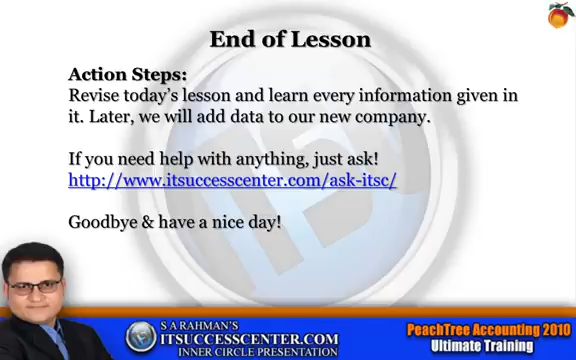 End of Lesson
Action Steps:
Revise today's lesson and learn every information given in
it. Later, we will add data to our new company.
If you need help with anything, just ask!
http://www.itsuccesscenter.com/ask-itsc/
Goodbye & have a nice day!
S A RAHMAN'S
ITSUCCESSCENTER.COM
INNER CIRCLE PRESENTATION
PeachTree Accounting 2010
Ultimate Training